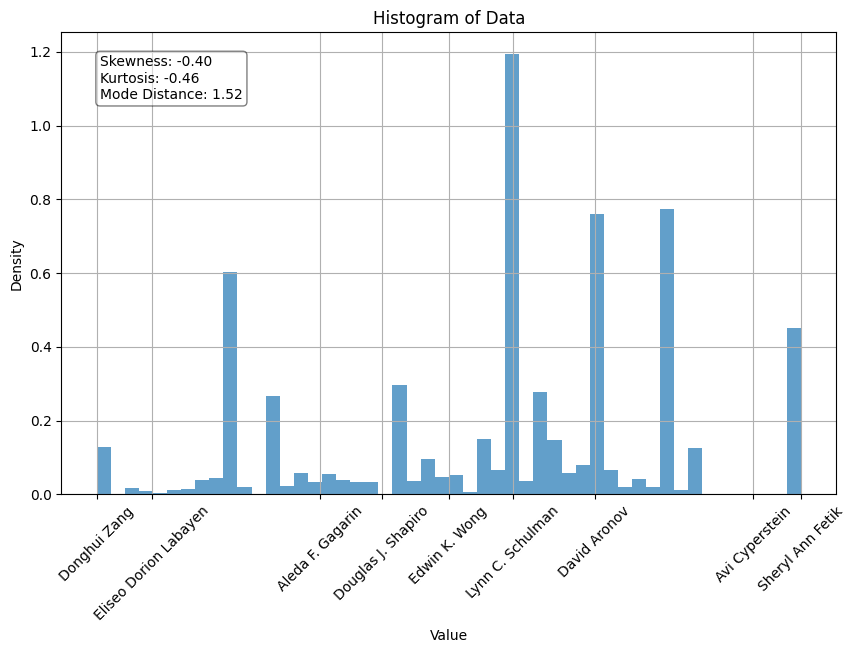 Histogram of Data
Skewness: -0.40
Kurtosis: -0.46
Mode Distance: 1.52
Density
1.2
1.0
0.8
0.6
0.4
0.2
0.0
Donghui Zang
Eliseo Dorion Labayen
Aleda F. Gagarin
Douglas J. Shapiro
Edwin K. Wong
Lynn C. Schulman
David Aronov
Avi Cyperstein
Sheryl Ann Fetik
Value